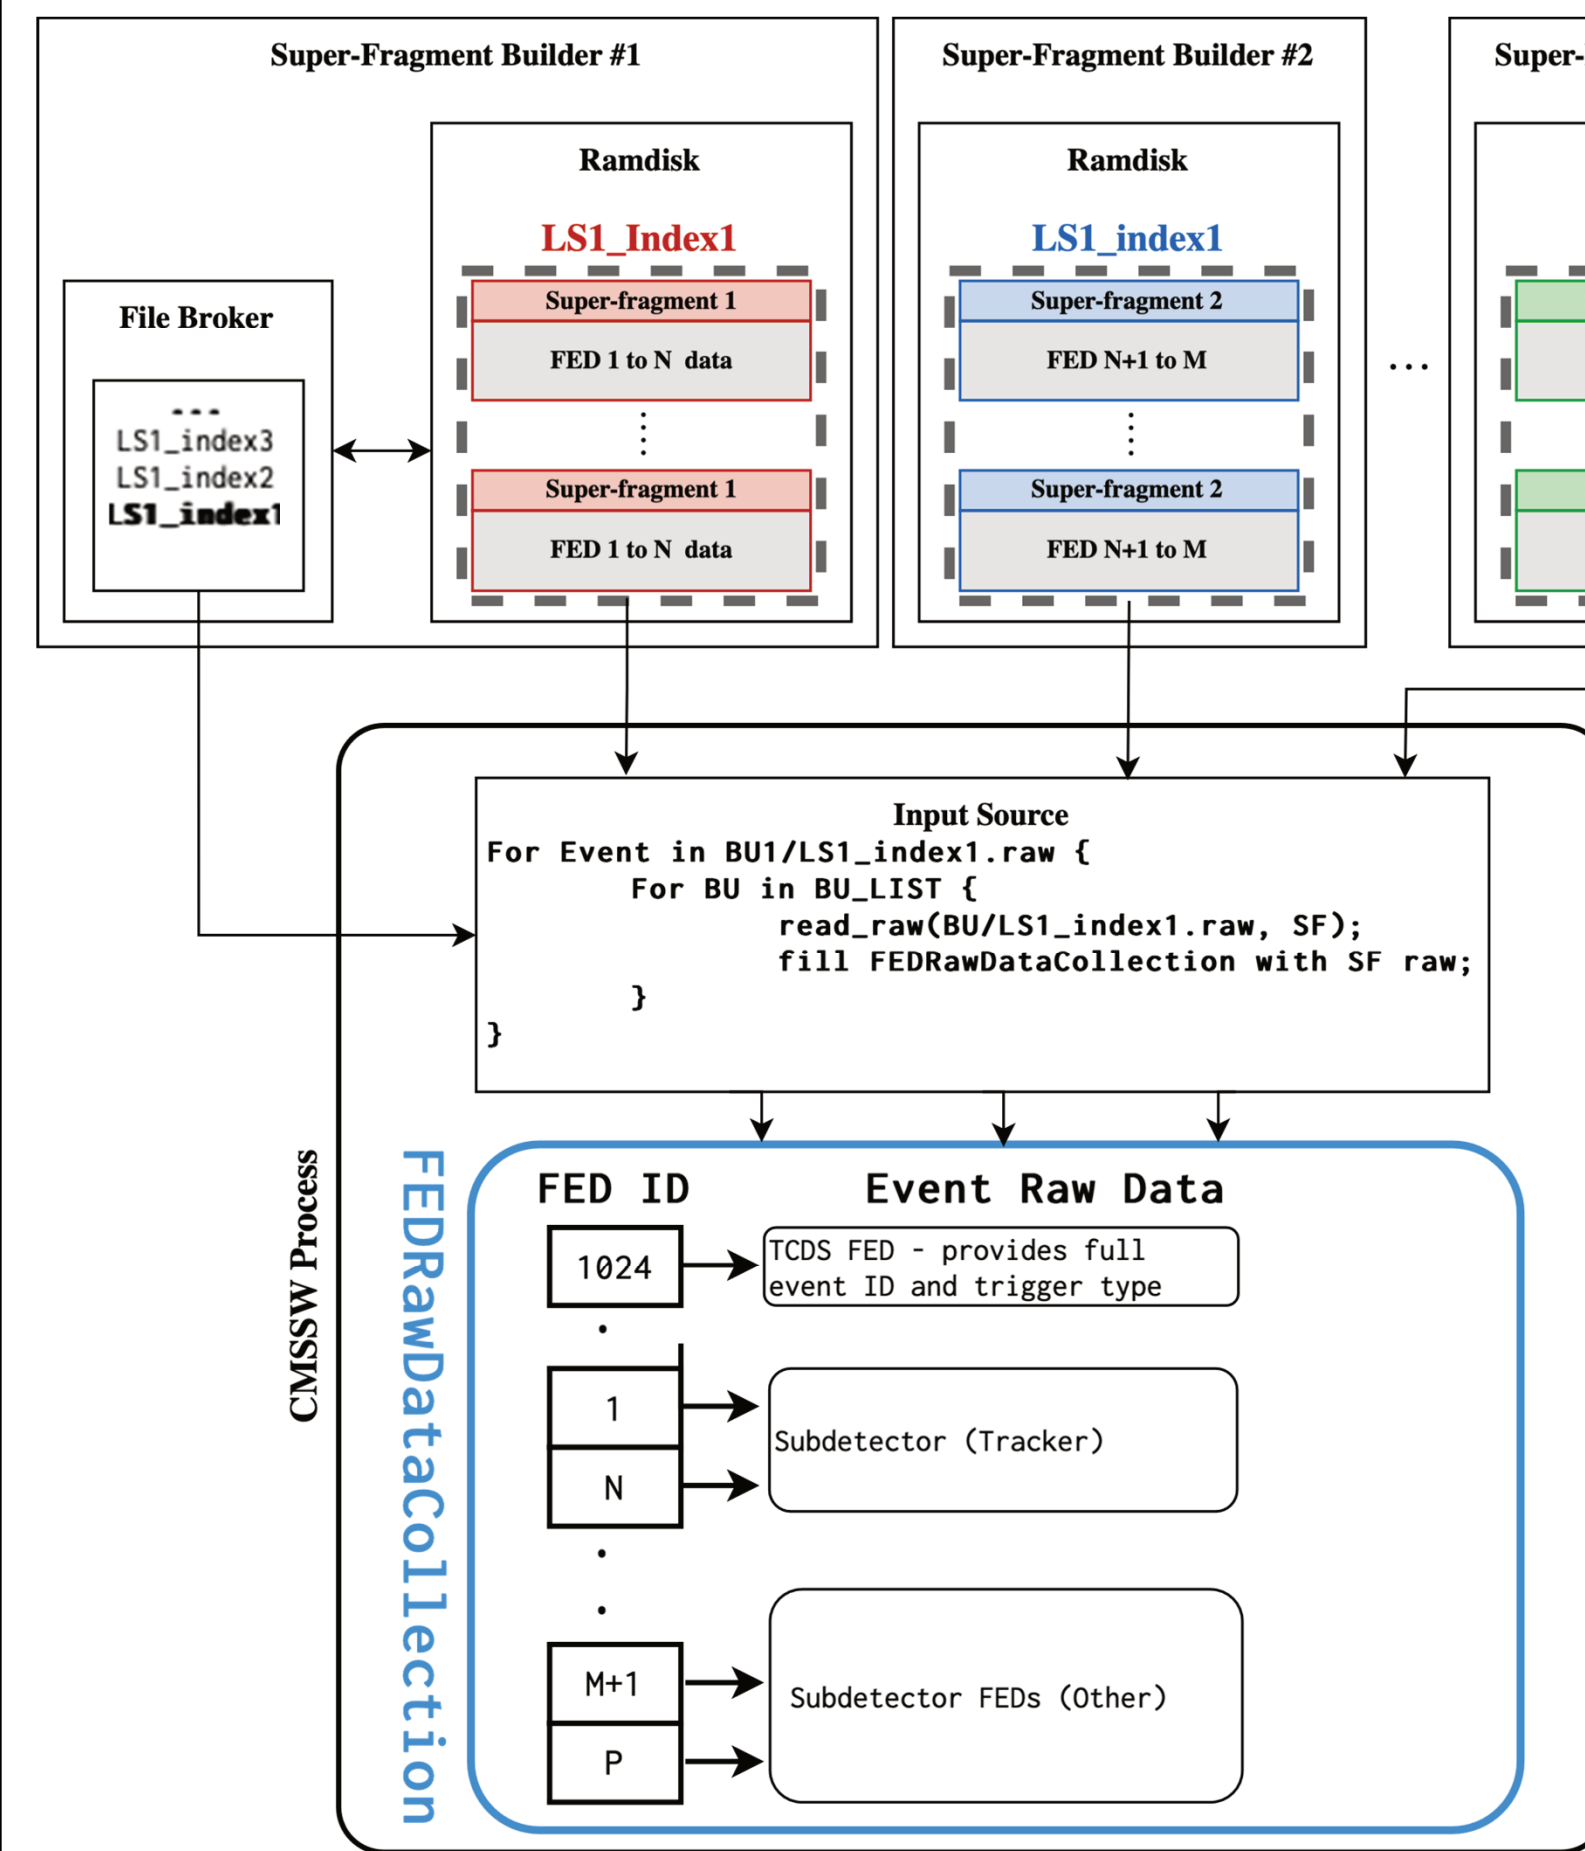 Super-Fragment Builder #1
Ramdisk
LS1_Index1
Super-fragment 1
FED 1 to N data
⋮
Super-fragment 1
FED 1 to N data
File Broker
...
LS1_index3
LS1_index2
LS1_index1
Super-Fragment Builder #2
Ramdisk
LS1_index1
Super-fragment 2
FED N+1 to M
⋮
Super-fragment 2
FED N+1 to M
...
Super-
CMSSW Process
Input Source
For Event in BU1/LS1_index1.raw {
For BU in BU_LIST {
read_raw(BU/LS1_index1.raw, SF);
fill FEDRawDataCollection with SF raw;
}
}
FEDRawDataCollection
FED ID
Event Raw Data
1024
TCDS FED - provides full
event ID and trigger type
.
1
N
Subdetector (Tracker)
.
.
M+1
P
Subdetector FEDs (Other)